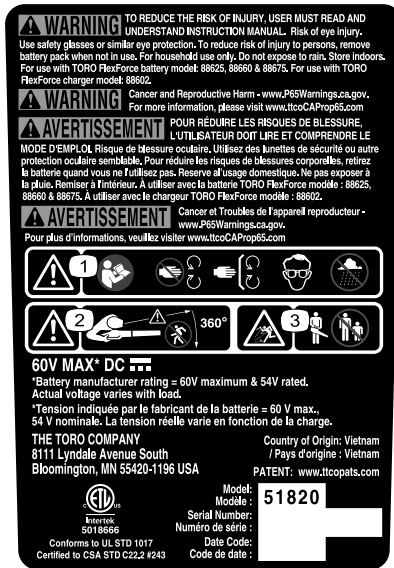 WARNING TO REDUCE THE RISK OF INJURY, USER MUST READ AND
UNDERSTAND INSTRUCTION MANUAL. Risk of eye injury.
Use safety glasses or similar eye protection. To reduce risk of injury to persons, remove
battery pack when not in use. For household use only. Do not expose to rain. Store indoors.
For use with TORO FlexForce battery model: 88625, 88660 & 88675. For use with TORO
FlexForce charger model: 88602.
WARNING Cancer and Reproductive Harm - www.P65Warnings.ca.gov.
For more information, please visit www.ttcoCAProp65.com
AVERTISSEMENT POUR RÉDUIRE LES RISQUES DE BLESSURE,
L'UTILISATEUR DOIT LIRE ET COMPRENDRE LE
MODE D'EMPLOI. Risque de blessure oculaire. Utilisez des lunettes de sécurité ou autre
protection oculaire semblable. Pour réduire les risques de blessures corporelles, retirez
la batterie quand vous ne l'utilisez pas. Reserve all usage domestique. Ne pas exposer à
la pluie. Remiser à l'intérieur. À utiliser avec la batterie TORO FlexForce modèle : 88625,
88660 & 88675. À utiliser avec le chargeur TORO FlexForce modèle : 88602.
AVERTISSEMENT Cancer et Troubles de l'appareil reproducteur -
www.P65Warnings.ca.gov.
Pour plus d'informations, veuillez visiter www.ttcoCAProp65.com
1
2 360° 3
60V MAX* DC
*Battery manufacturer rating = 60V maximum & 54V rated.
Actual voltage varies with load.
*Tension indiquée par le fabricant de la batterie = 60 V max.,
54 V nominale. La tension réelle varie en fonction de la charge.
THE TORO COMPANY
8111 Lyndale Avenue South
Bloomington, MN 55420-1196 USA
Country of Origin: Vietnam
/ Pays d'origine : Vietnam
PATENT: www.ttcopats.com
c ETL us
Intertek
5018666
Conforms to UL STD 1017
Certified to CSA STD C22.2 #243
Model: 51820
Modèle :
Serial Number:
Numéro de série :
Date Code:
Code de date :